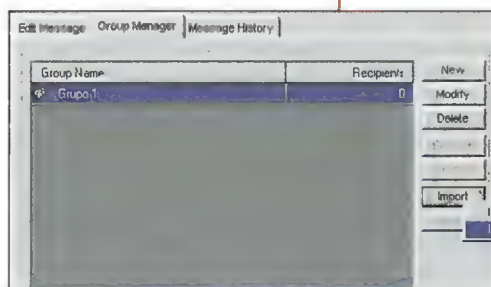 Edit Message Group Manager Message History
Group Name Recipients
Grupo 1 0
New
Modify
Delete
Import